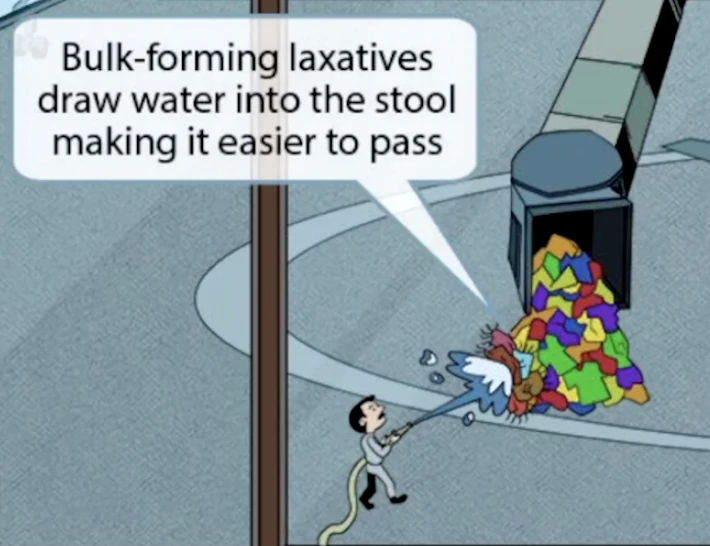 Bulk-forming laxatives
draw water into the stool
making it easier to pass